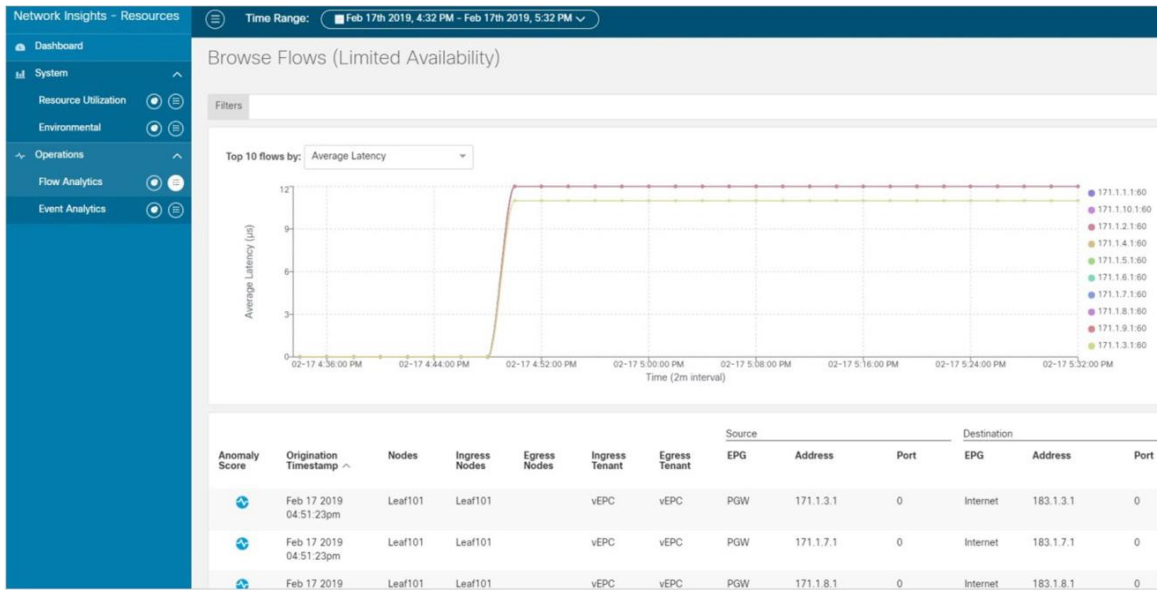 Network Insights – Resources
Time Range: Feb 17th 2019, 4:32 PM – Feb 17th 2019, 5:32 PM
Dashboard
System
Resource Utilization
Environmental
Operations
Flow Analytics
Event Analytics
Browse Flows (Limited Availability)
Filters
Top 10 flows by: Average Latency
Average Latency (µs)
12
9
6
3
0
02-17 4:36:00 PM 02-17 4:44:00 PM 02-17 4:52:00 PM 02-17 5:00:00 PM 02-17 5:08:00 PM 02-17 5:16:00 PM 02-17 5:24:00 PM 02-17 5:32:00 PM
Time (2m interval)
171.1.1.1:60
171.1.10.1:60
171.1.2.1:60
171.1.4.1:60
171.1.5.1:60
171.1.6.1:60
171.1.7.1:60
171.1.8.1:60
171.1.9.1:60
171.1.3.1:60
Source Destination
Anomaly Score Origination Timestamp Nodes Ingress Nodes Egress Nodes Ingress Tenant Egress Tenant EPG Address Port EPG Address Port
Feb 17 2019 Leaf101 Leaf101 vEPC vEPC PGW 171.1.3.1 0 Internet 183.1.3.1 0
04:51:23pm
Feb 17 2019 Leaf101 Leaf101 vEPC vEPC PGW 171.1.7.1 0 Internet 183.1.7.1 0
04:51:23pm
Feb 17 2019 Leaf101 Leaf101 vEPC vEPC PGW 171.1.8.1 0 Internet 183.1.8.1 0